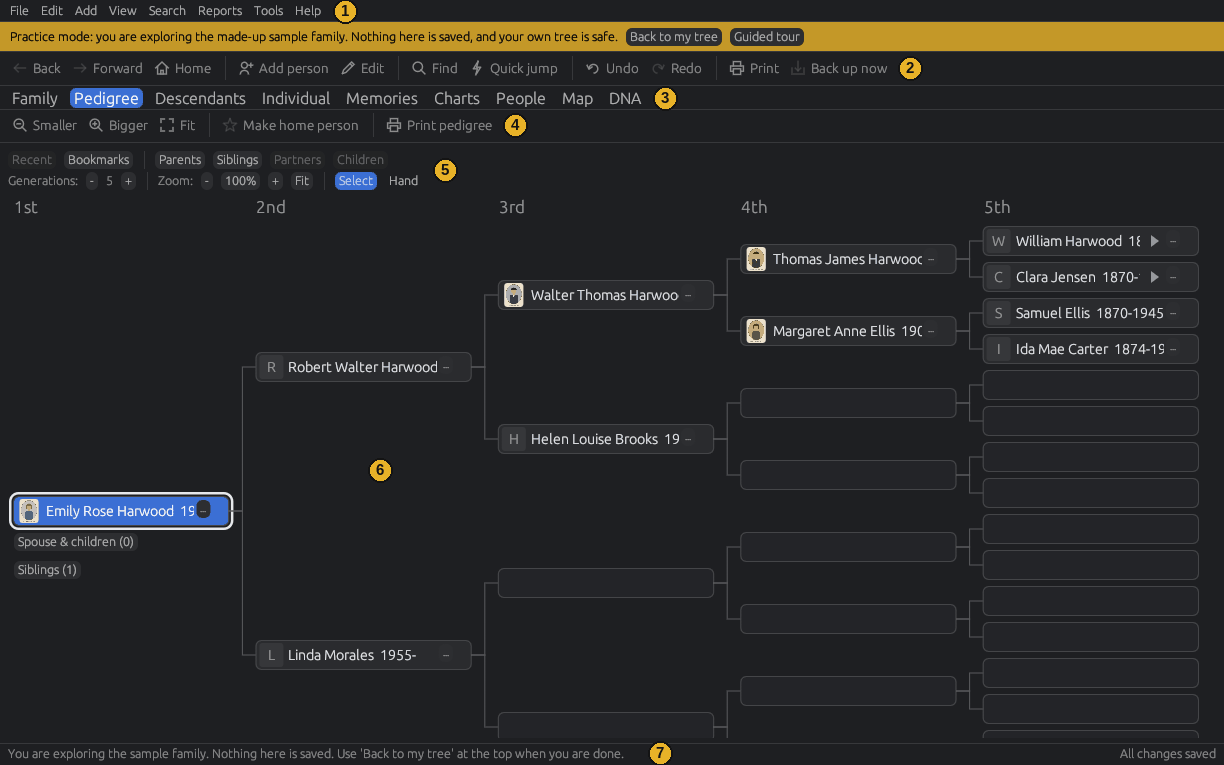 File Edit Add View Search Reports Tools Help 1
Practice mode: you are exploring the made-up sample family. Nothing here is saved, and your own tree is safe. Back to my tree Guided tour
Back Forward Home Add person Edit Find Quick jump Undo Redo Print Back up now 2
Family Pedigree Descendants Individual Memories Charts People Map DNA 3
Smaller Bigger Fit Make home person Print pedigree 4
Recent Bookmarks Parents Siblings Partners Children 5
Generations: - 5 + Zoom: - 100% + Fit Select Hand
1st 2nd 3rd 4th 5th
W William Harwood 18
Thomas James Harwood
C Clara Jensen 1870-
Walter Thomas Harwoo
S Samuel Ellis 1870-1945
Margaret Anne Ellis 190
I Ida Mae Carter 1874-19
R Robert Walter Harwood
H Helen Louise Brooks 19
6
Emily Rose Harwood 19
Spouse & children (0)
Siblings (1)
L Linda Morales 1955-
You are exploring the sample family. Nothing here is saved. Use 'Back to my tree' at the top when you are done. 7 All changes saved